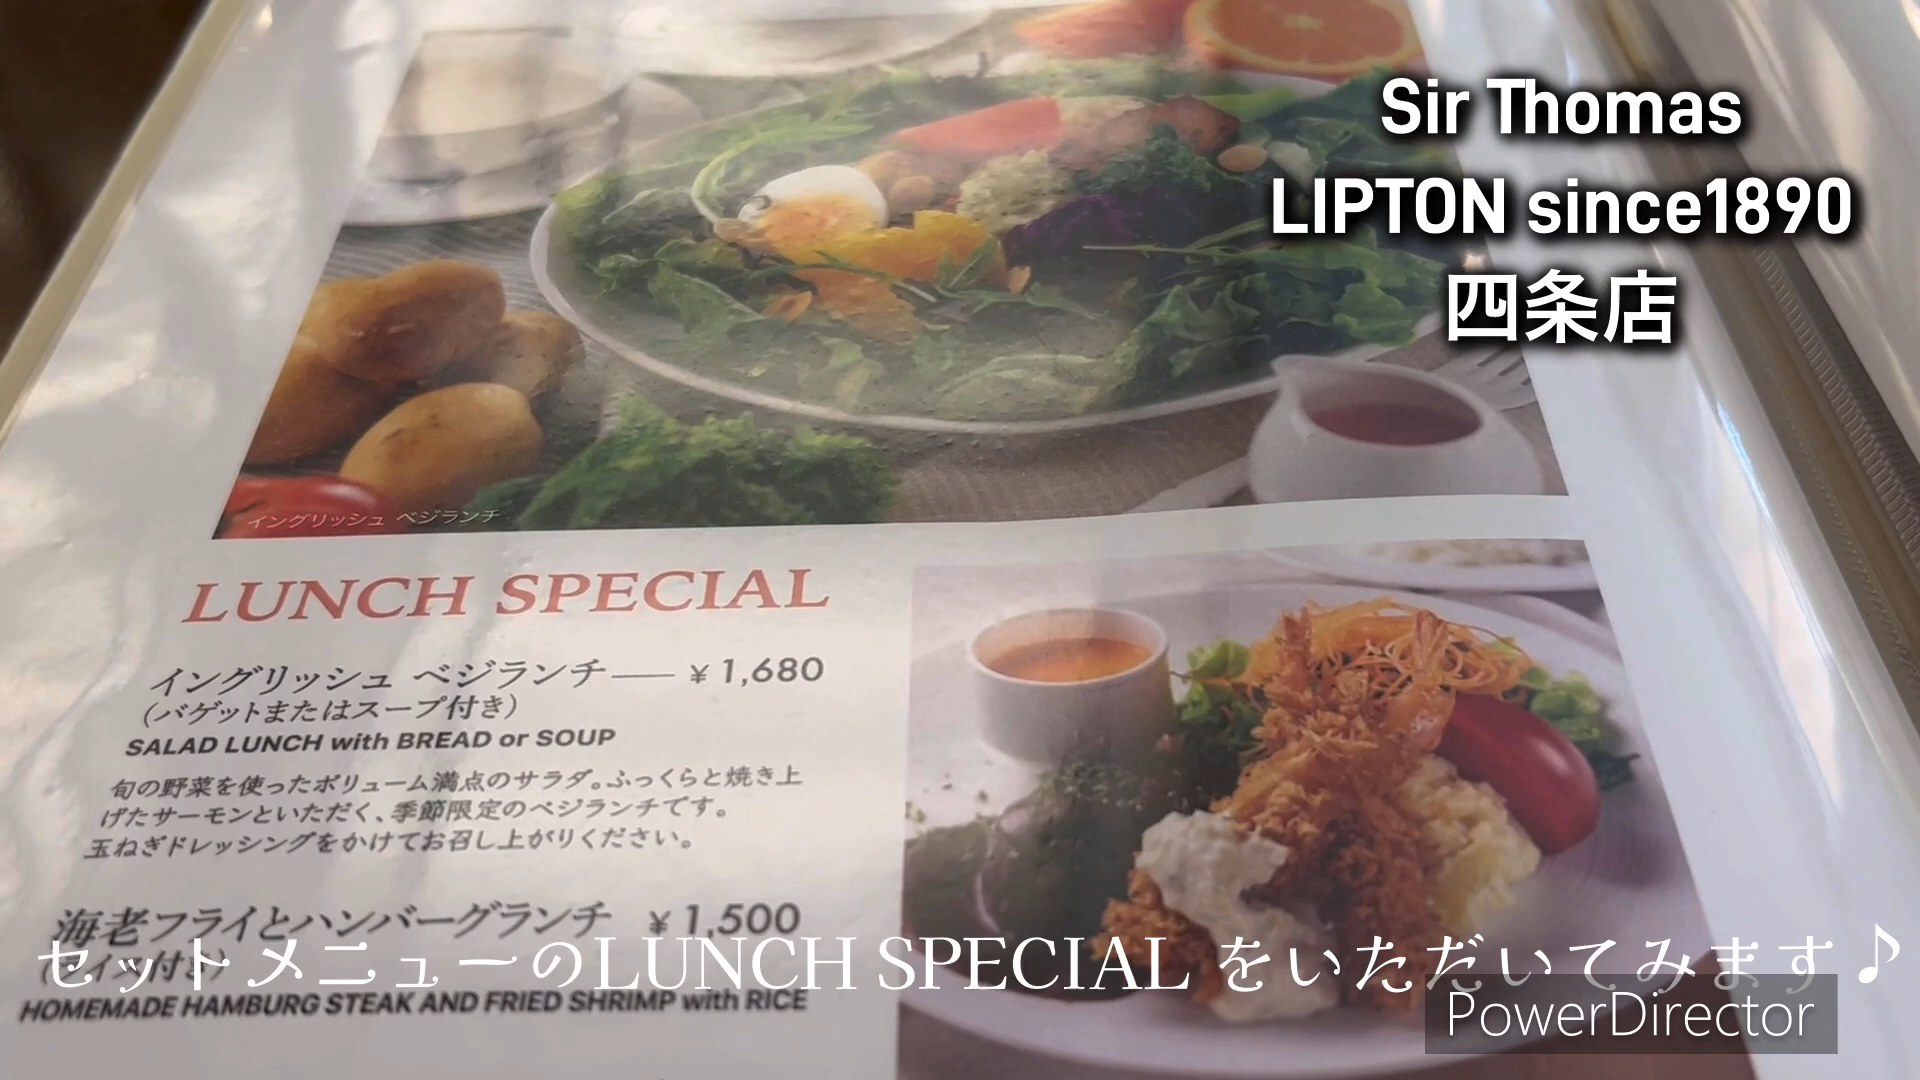 Sir Thomas
LIPTON since1890
四条店
イングリッシュ ベジランチ
LUNCH SPECIAL
イングリッシュ ベジランチ — ¥1,680
(バゲットまたはスープ付き)
SALAD LUNCH with BREAD or SOUP
旬の野菜を使ったボリューム満点のサラダ。ふっくらと焼き上
げたサーモンといただく、季節限定のベジランチです。
玉ねぎドレッシングをかけてお召し上がりください。
海老フライとハンバーグランチ ¥1,500
(ライス付き)
HOMEMADE HAMBURG STEAK AND FRIED SHRIMP with RICE
セットメニューのLUNCH SPECIAL をいただいてみます♪
PowerDirector